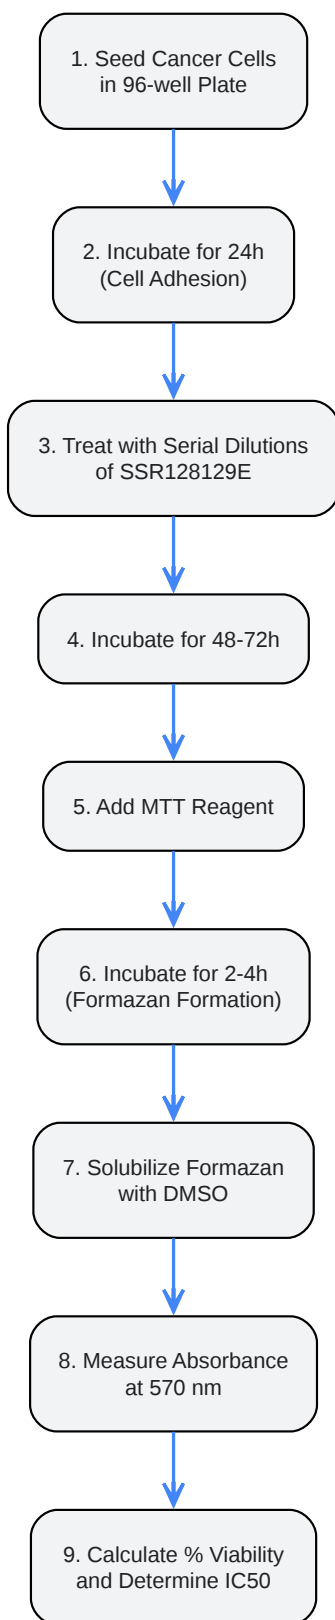 1. Seed Cancer Cells
in 96-well Plate
2. Incubate for 24h
(Cell Adhesion)
3. Treat with Serial Dilutions
of SSR128129E
4. Incubate for 48-72h
5. Add MTT Reagent
6. Incubate for 2-4h
(Formazan Formation)
7. Solubilize Formazan
with DMSO
8. Measure Absorbance
at 570 nm
9. Calculate % Viability
and Determine IC50